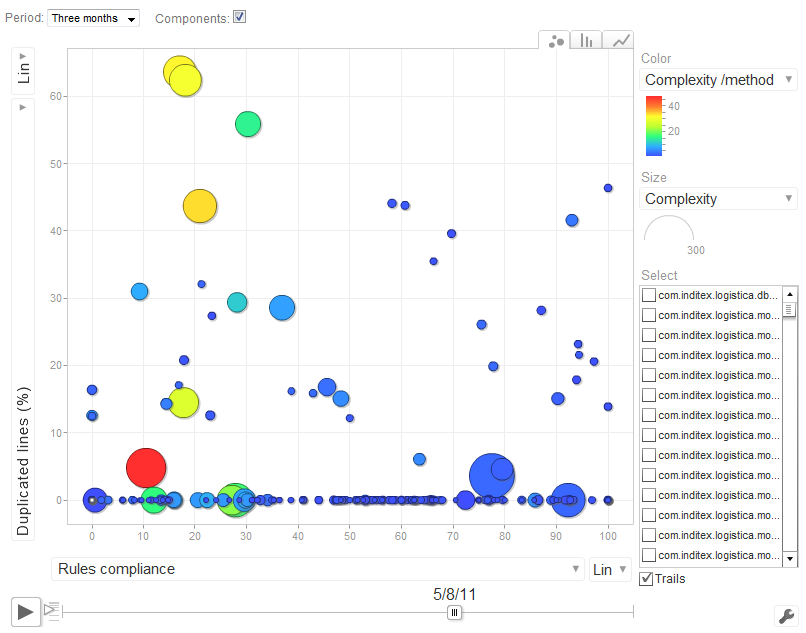 Period: Three months
Components:
Lin
Duplicated lines (%)
60
50
40
30
20
10
0
0 10 20 30 40 50 60 70 80 90 100
Rules compliance
Lin
5/8/11
Color
Complexity /method
40
20
Size
Complexity
300
Select
com.inditex.logistica.db...
com.inditex.logistica.mo...
com.inditex.logistica.mo...
com.inditex.logistica.mo...
com.inditex.logistica.mo...
com.inditex.logistica.mo...
com.inditex.logistica.mo...
com.inditex.logistica.mo...
com.inditex.logistica.mo...
com.inditex.logistica.mo...
com.inditex.logistica.mo...
com.inditex.logistica.mo...
com.inditex.logistica.mo...
com.inditex.logistica.mo...
Trails